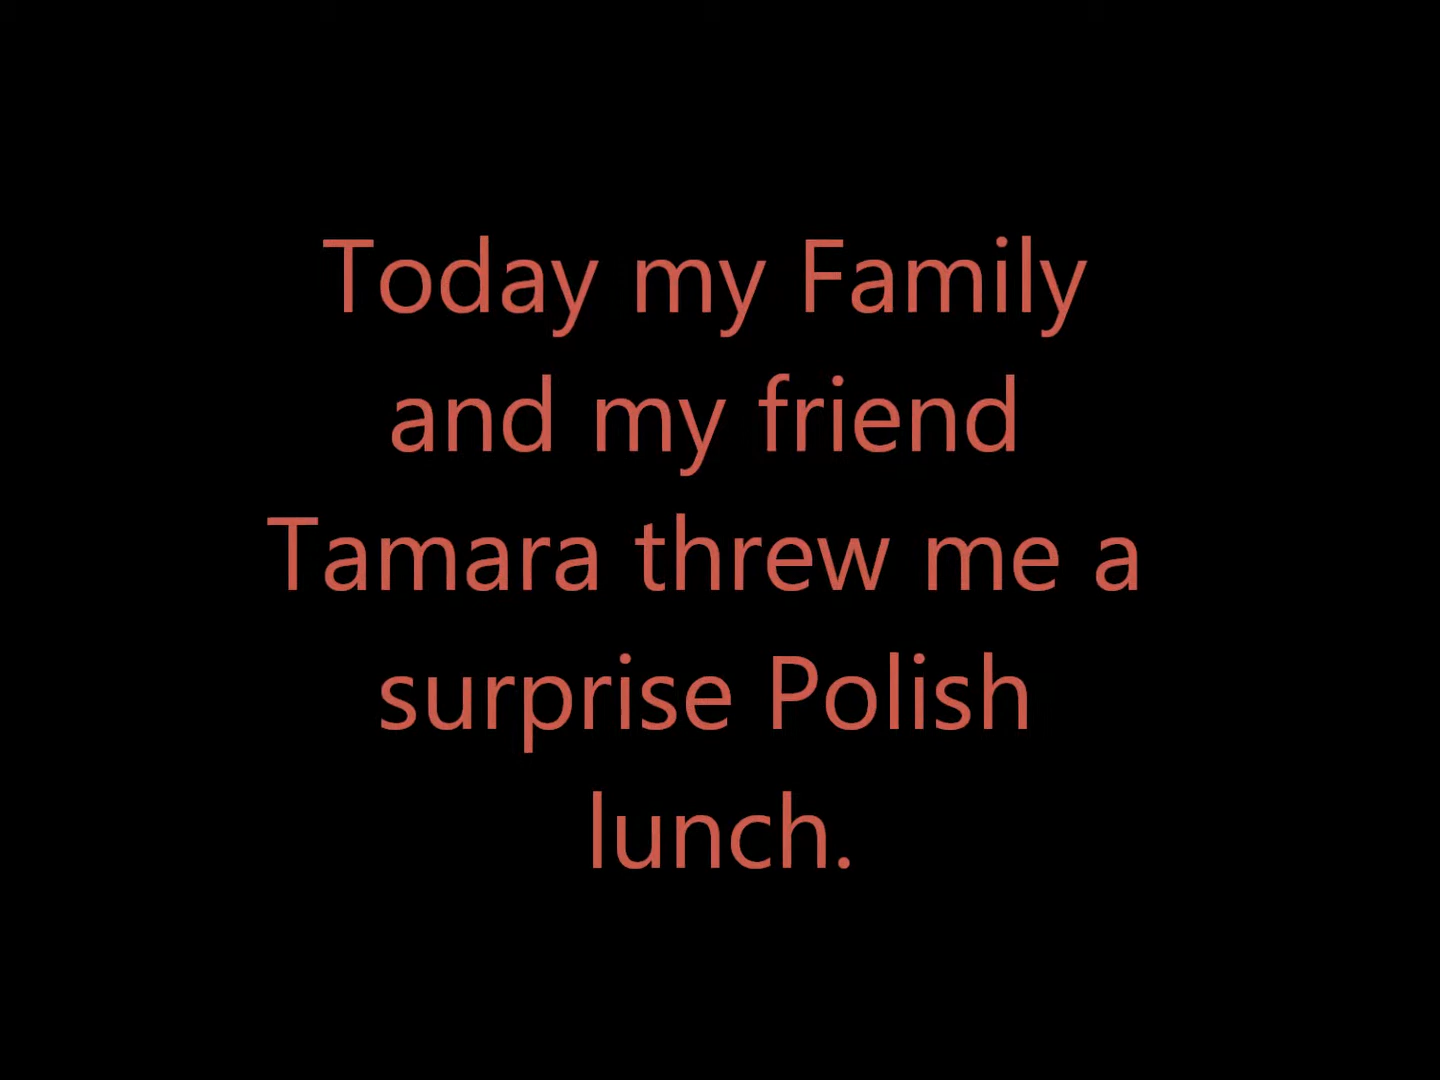 Today my Family
and my friend
Tamara threw me a
surprise Polish
lunch.